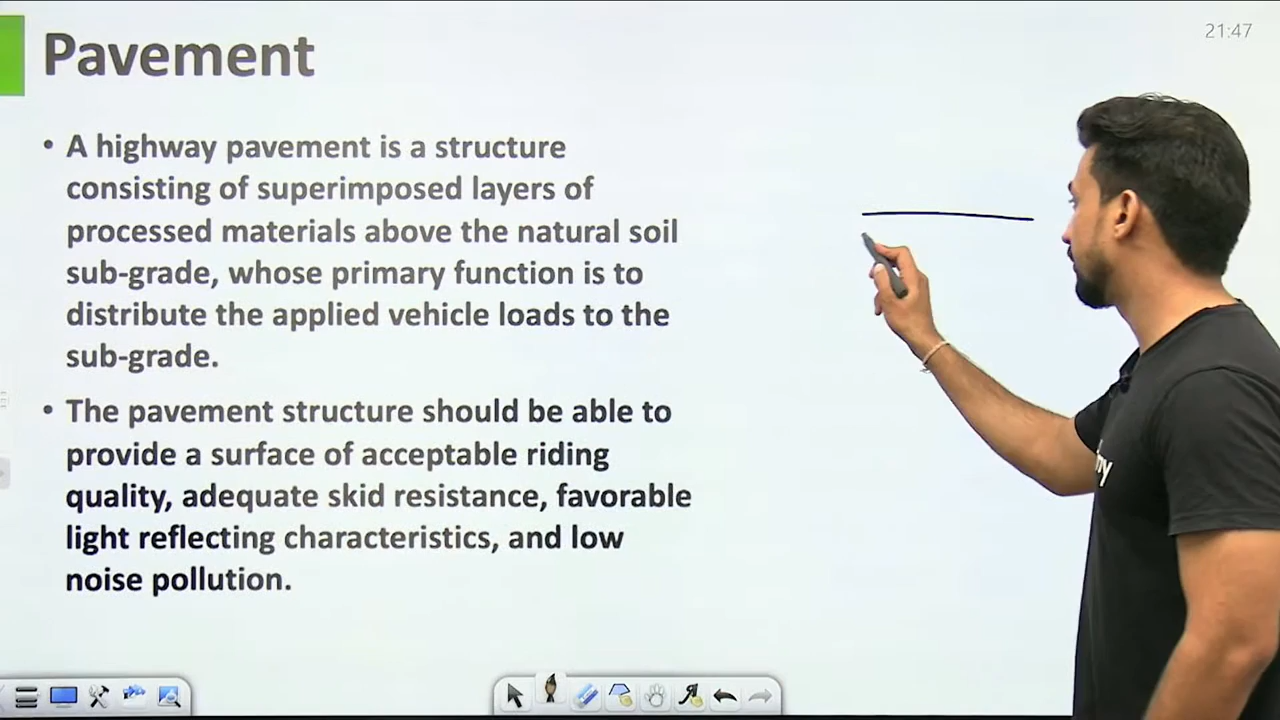 Pavement
21:47
• A highway pavement is a structure
consisting of superimposed layers of
processed materials above the natural soil
sub-grade, whose primary function is to
distribute the applied vehicle loads to the
sub-grade.
• The pavement structure should be able to
provide a surface of acceptable riding
quality, adequate skid resistance, favorable
light reflecting characteristics, and low
noise pollution.